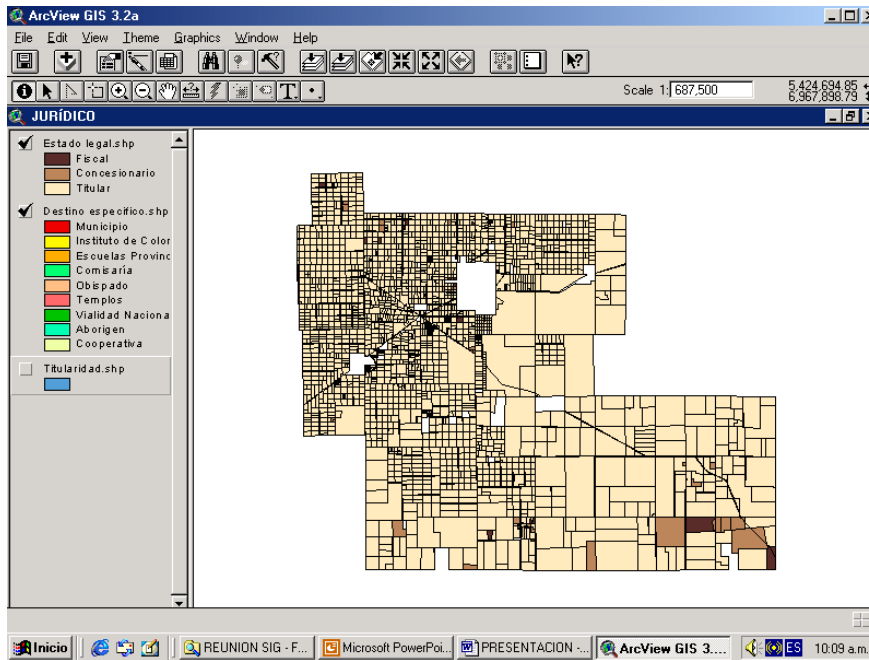 ArcView GIS 3.2a
File Edit View Theme Graphics Window Help
Scale 1: 687,500
5,424,694.85
6,967,898.79
JURÍDICO
Estado legal.shp
Fiscal
Concesionario
Titular
Destino especifico.shp
Municipio
Instituto de Color
Escuelas Provinc
Comisaría
Obispado
Templos
Vialidad Naciona
Aborigen
Cooperativa
Titularidad.shp
Inicio
REUNION SIG - F...
Microsoft PowerPoi...
PRESENTACION -...
ArcView GIS 3....
ES
10:09 a.m.